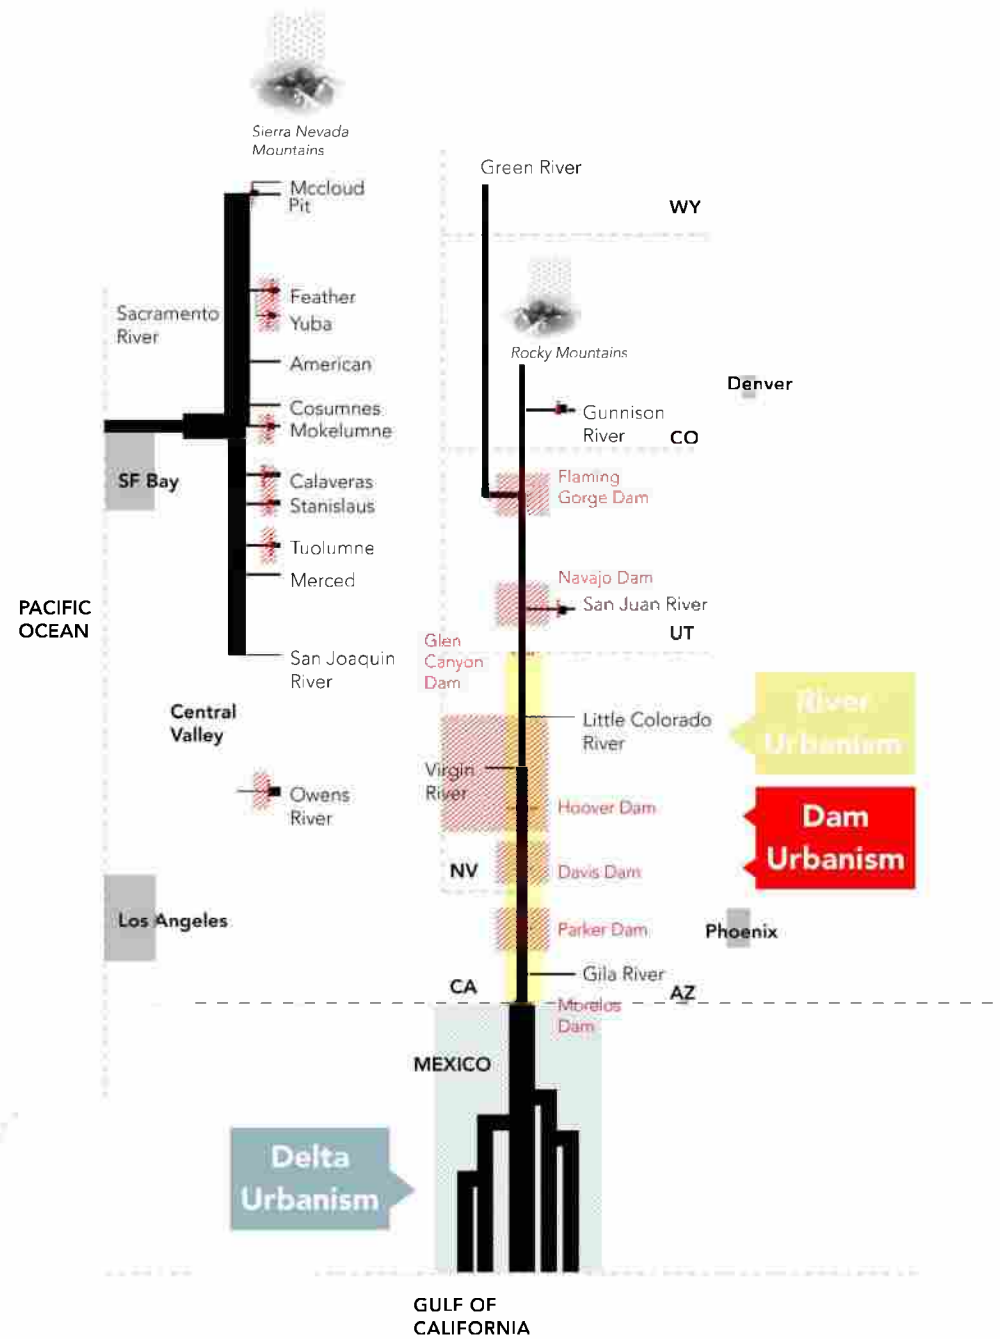 Sierra Nevada
Mountains
Mccloud
Pit
Green River
WY
Feather
Yuba
Sacramento
River
American
Rocky Mountains
Denver
Cosumnes
Mokelumne
Gunnison
River
CO
SF Bay
Calaveras
Stanislaus
Flaming
Gorge Dam
Tuolumne
Merced
Navajo Dam
San Juan River
PACIFIC
OCEAN
UT
San Joaquin
River
Glen
Canyon
Dam
Central
Valley
Little Colorado
River
River
Urbanism
Virgin
River
Owens
River
Hoover Dam
Dam
Urbanism
NV
Davis Dam
Los Angeles
Parker Dam
Phoenix
Gila River
CA
AZ
Morelos
Dam
MEXICO
Delta
Urbanism
GULF OF
CALIFORNIA